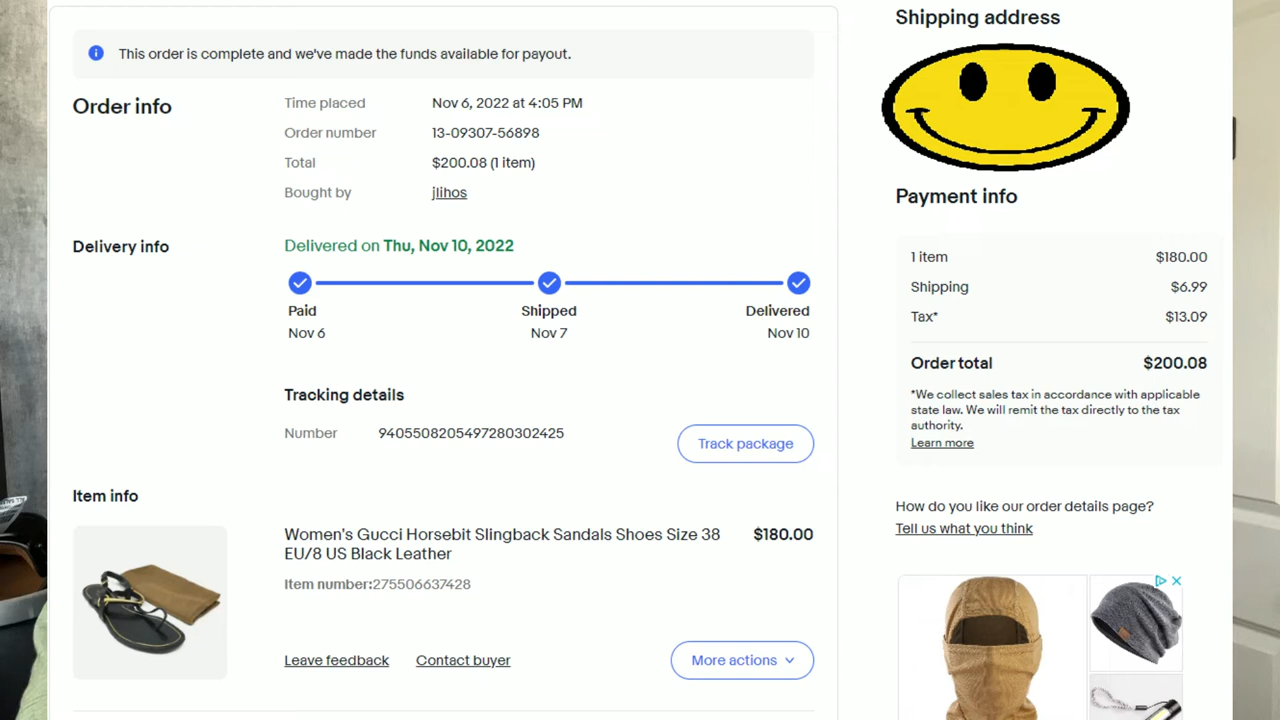 This order is complete and we've made the funds available for payout.
Order info
Time placed Nov 6, 2022 at 4:05 PM
Order number 13-09307-56898
Total $200.08 (1 item)
Bought by jlihos
Delivery info
Delivered on Thu, Nov 10, 2022
Paid Shipped Delivered
Nov 6 Nov 7 Nov 10
Tracking details
Number 9405508205497280302425
Track package
Item info
Women's Gucci Horsebit Slingback Sandals Shoes Size 38 $180.00
EU/8 US Black Leather
Item number:275506637428
Leave feedback Contact buyer More actions
Shipping address
Payment info
1 item $180.00
Shipping $6.99
Tax* $13.09
Order total $200.08
*We collect sales tax in accordance with applicable
state law. We will remit the tax directly to the tax
authority.
Learn more
How do you like our order details page?
Tell us what you think